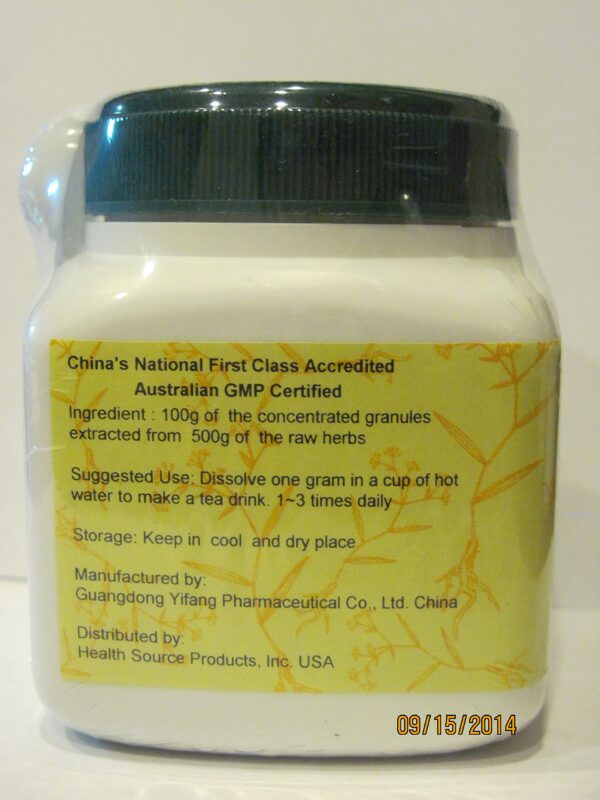 China's National First Class Accredited
Australian GMP Certified
Ingredient : 100g of the concentrated granules
extracted from 500g of the raw herbs
Suggested Use: Dissolve one gram in a cup of hot
water to make a tea drink. 1~3 times daily
Storage: Keep in cool and dry place
Manufactured by:
Guangdong Yifang Pharmaceutical Co., Ltd. China
Distributed by:
Health Source Products, Inc. USA
09/15/2014